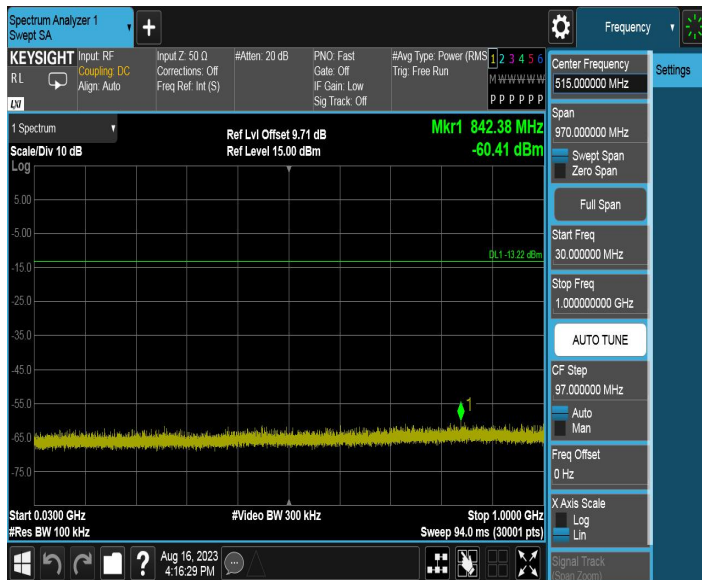 Spectrum Analyzer 1
Swept SA
Frequency
KEYSIGHT
RL
LXI
Input: RF
Coupling: DC
Align: Auto
Input Z: 50 Ω
Corrections: Off
Freq Ref: Int (S)
#Atten: 20 dB
PNO: Fast
Gate: Off
IF Gain: Low
Sig Track: Off
#Avg Type: Power (RMS
Trig: Free Run
1 2 3 4 5 6
M W W W W W
P P P P P P
1 Spectrum
Scale/Div 10 dB
Ref Lvl Offset 9.71 dB
Ref Level 15.00 dBm
Mkr1 842.38 MHz
-60.41 dBm
Log
5.00
-5.00
DL1 -13.22 dBm
-15.0
-25.0
-35.0
-45.0
-55.0
1
-65.0
-75.0
Start 0.0300 GHz
#Res BW 100 kHz
#Video BW 300 kHz
Stop 1.0000 GHz
Sweep 94.0 ms (30001 pts)
?
Aug 16, 2023
4:16:29 PM
Center Frequency
515.000000 MHz
Settings
Span
970.000000 MHz
Swept Span
Zero Span
Full Span
Start Freq
30.000000 MHz
Stop Freq
1.000000000 GHz
AUTO TUNE
CF Step
97.000000 MHz
Auto
Man
Freq Offset
0 Hz
X Axis Scale
Log
Lin
Signal Track
(Span Zoom)